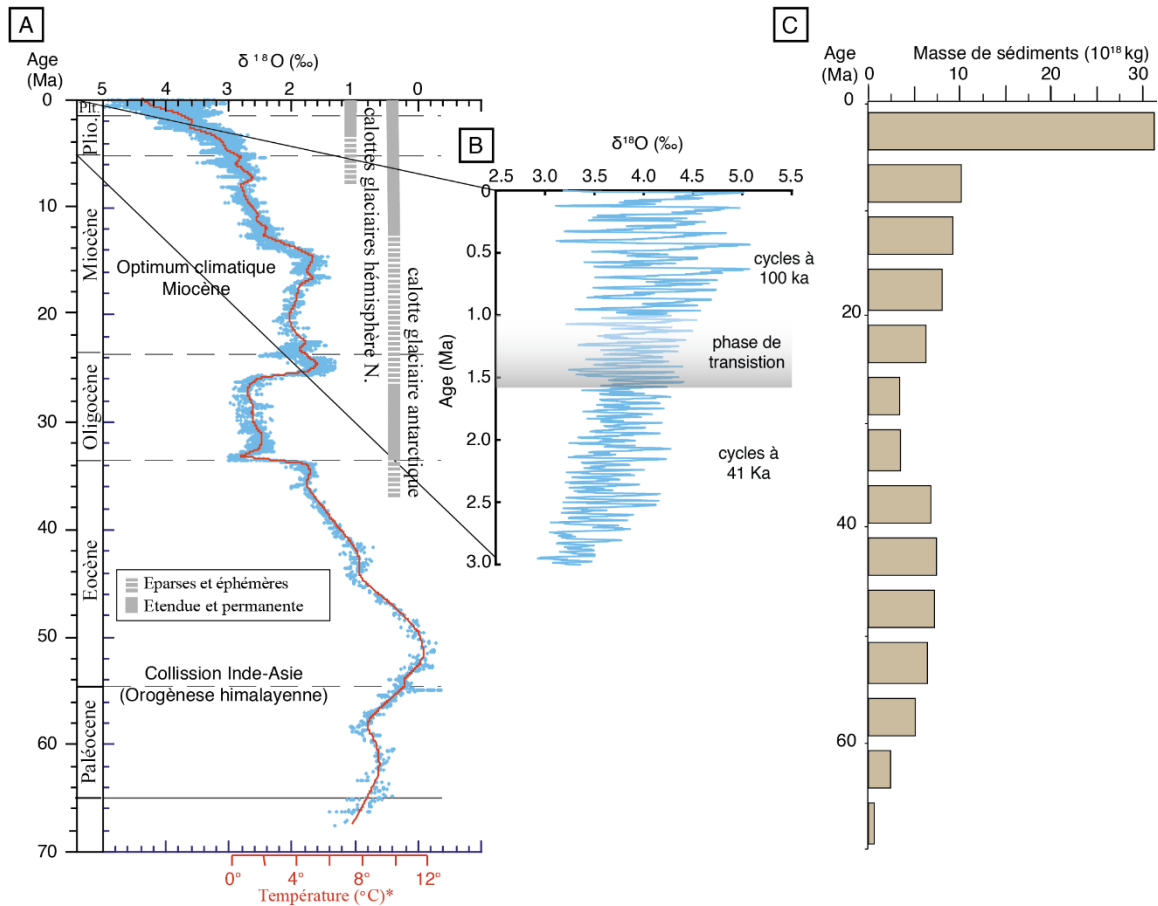 A
Age
(Ma)
δ ¹⁸O (‰)
5 4 3 2 1 0
0
10
20
30
40
50
60
70
Plt.
Plio.
Miocène
Oligocène
Eocène
Paléocène
Optimum climatique
Miocène
calottes glaciaires hémisphère N.
calotte glaciaire antarctique
Eparses et éphémères
Etendue et permanente
Collission Inde-Asie
(Orogènese himalayenne)
0° 4° 8° 12°
Température (°C)*
B
δ¹⁸O (‰)
2.5 3.0 3.5 4.0 4.5 5.0 5.5
Age (Ma)
0
0.5
1.0
1.5
2.0
2.5
3.0
cycles à
100 ka
phase de
transistion
cycles à
41 Ka
C
Age
(Ma)
Masse de sédiments (10¹⁸ kg)
0 10 20 30
0
20
40
60